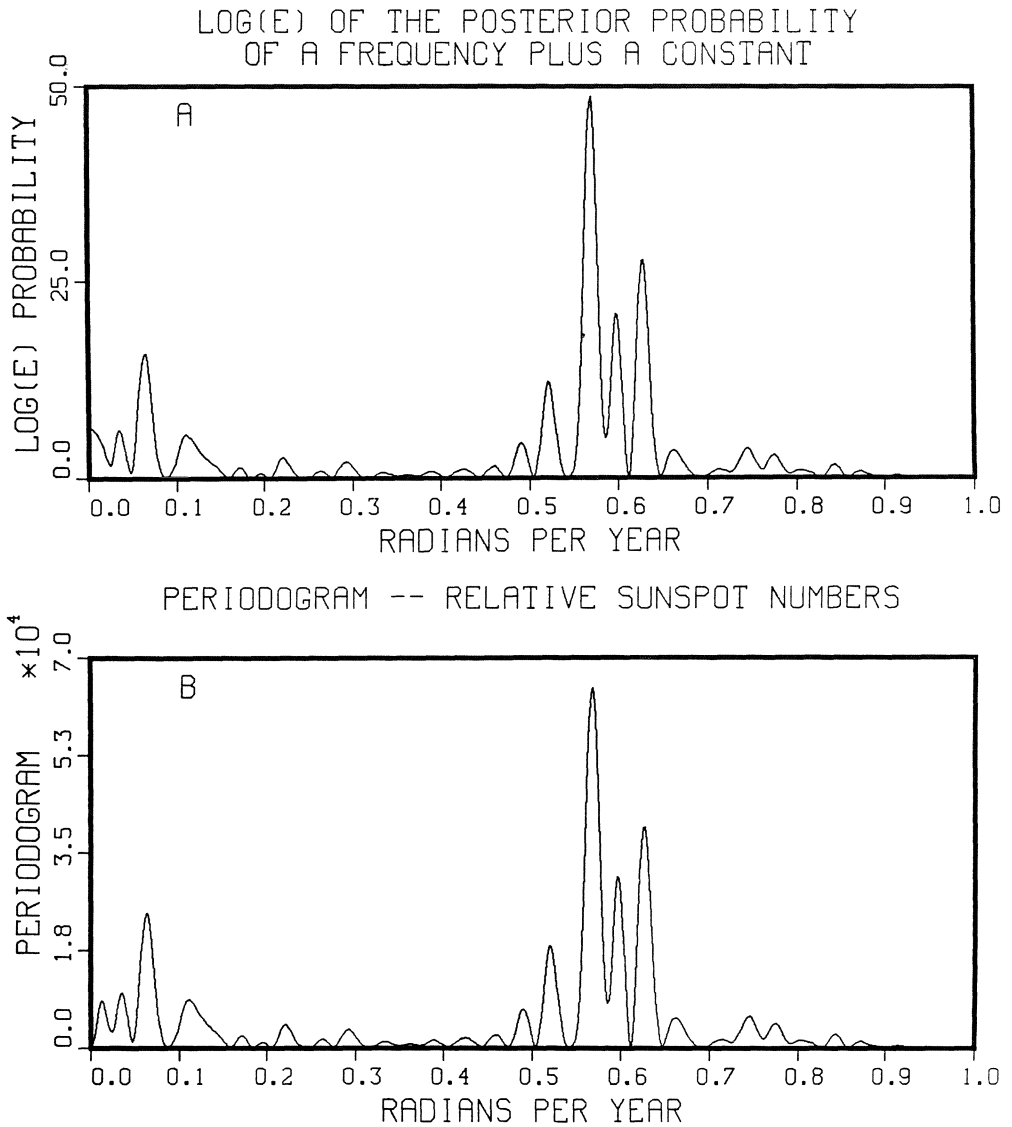 LOG(E) OF THE POSTERIOR PROBABILITY
OF A FREQUENCY PLUS A CONSTANT
50.0
A
LOG(E) PROBABILITY
25.0
0.0
0.0 0.1 0.2 0.3 0.4 0.5 0.6 0.7 0.8 0.9 1.0
RADIANS PER YEAR
PERIODOGRAM -- RELATIVE SUNSPOT NUMBERS
*10⁴
7.0
B
5.3
PERIODOGRAM
3.5
1.8
0.0
0.0 0.1 0.2 0.3 0.4 0.5 0.6 0.7 0.8 0.9 1.0
RADIANS PER YEAR